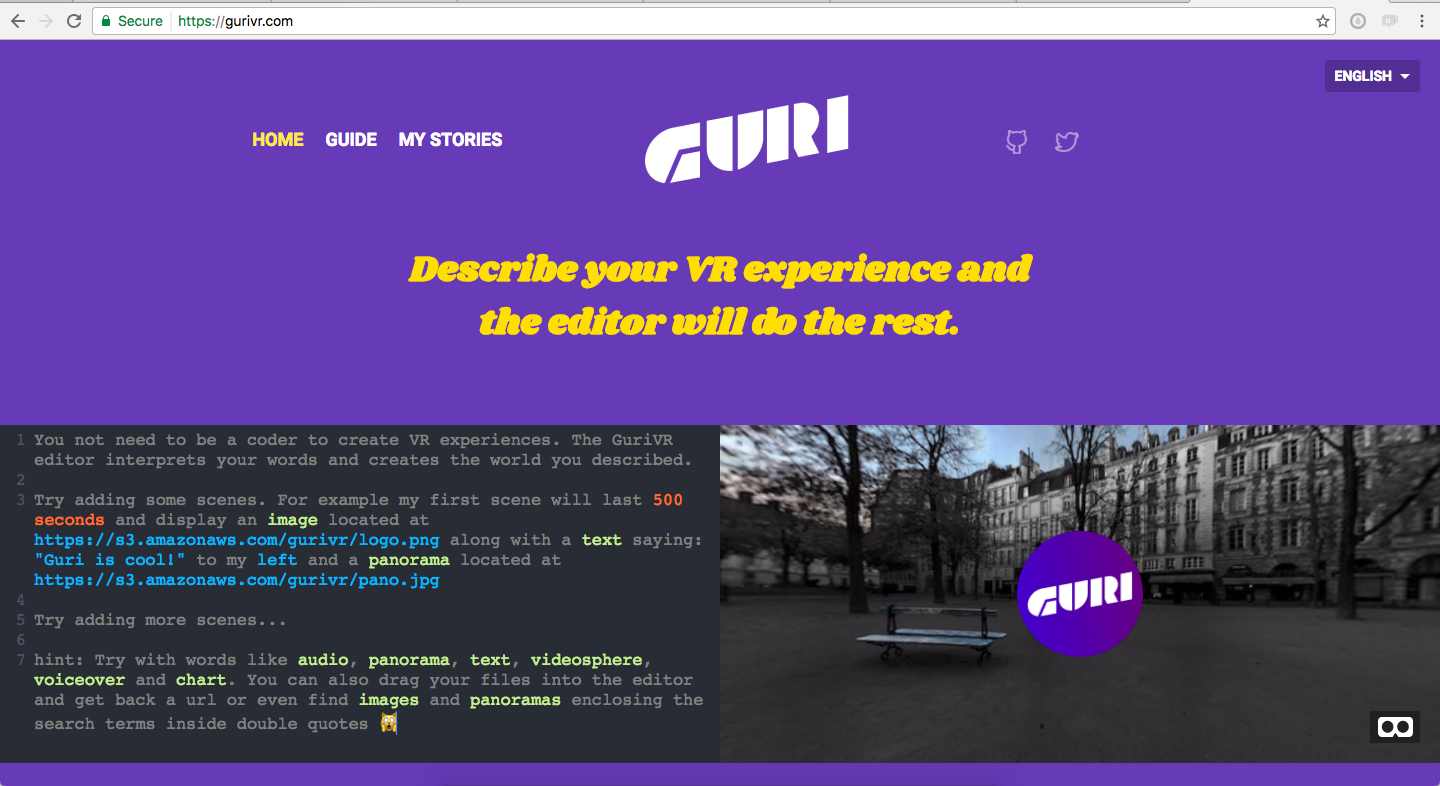 Secure https://gurivr.com
ENGLISH
HOME GUIDE MY STORIES
GURI
Describe your VR experience and
the editor will do the rest.
1 You not need to be a coder to create VR experiences. The GuriVR
editor interprets your words and creates the world you described.
2
3 Try adding some scenes. For example my first scene will last 500
seconds and display an image located at
https://s3.amazonaws.com/gurivr/logo.png along with a text saying:
"Guri is cool!" to my left and a panorama located at
https://s3.amazonaws.com/gurivr/pano.jpg
4
5 Try adding more scenes...
6
7 hint: Try with words like audio, panorama, text, videosphere,
voiceover and chart. You can also drag your files into the editor
and get back a url or even find images and panoramas enclosing the
search terms inside double quotes 🙀
GURI